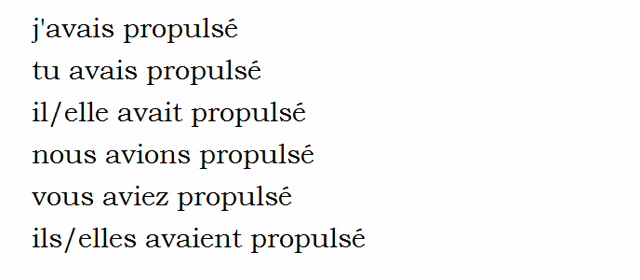 j'avais propulsé
tu avais propulsé
il/elle avait propulsé
nous avions propulsé
vous aviez propulsé
ils/elles avaient propulsé